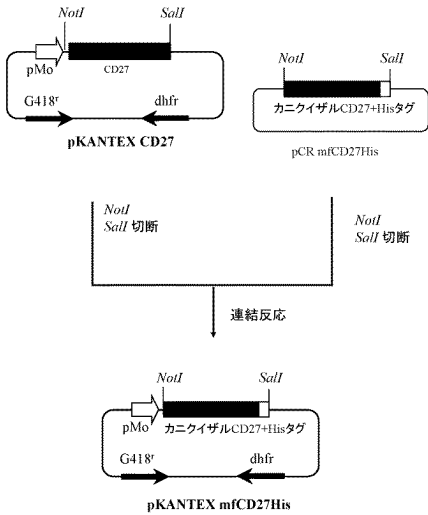 NotI SalI
pMo
CD27
G418r dhfr
pKANTEX CD27
NotI SalI
カニクイザルCD27+Hisタグ
pCR mfCD27His
NotI
SalI 切断
NotI
SalI 切断
連結反応
NotI SalI
pMo
カニクイザルCD27+Hisタグ
G418r dhfr
pKANTEX mfCD27His